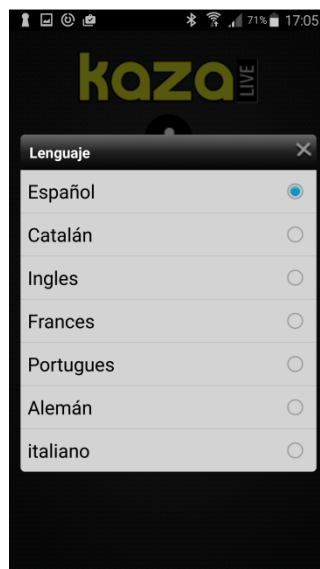 71% 17:05
kaza LIVE
Lenguaje
Español
Catalán
Ingles
Frances
Portugues
Alemán
italiano